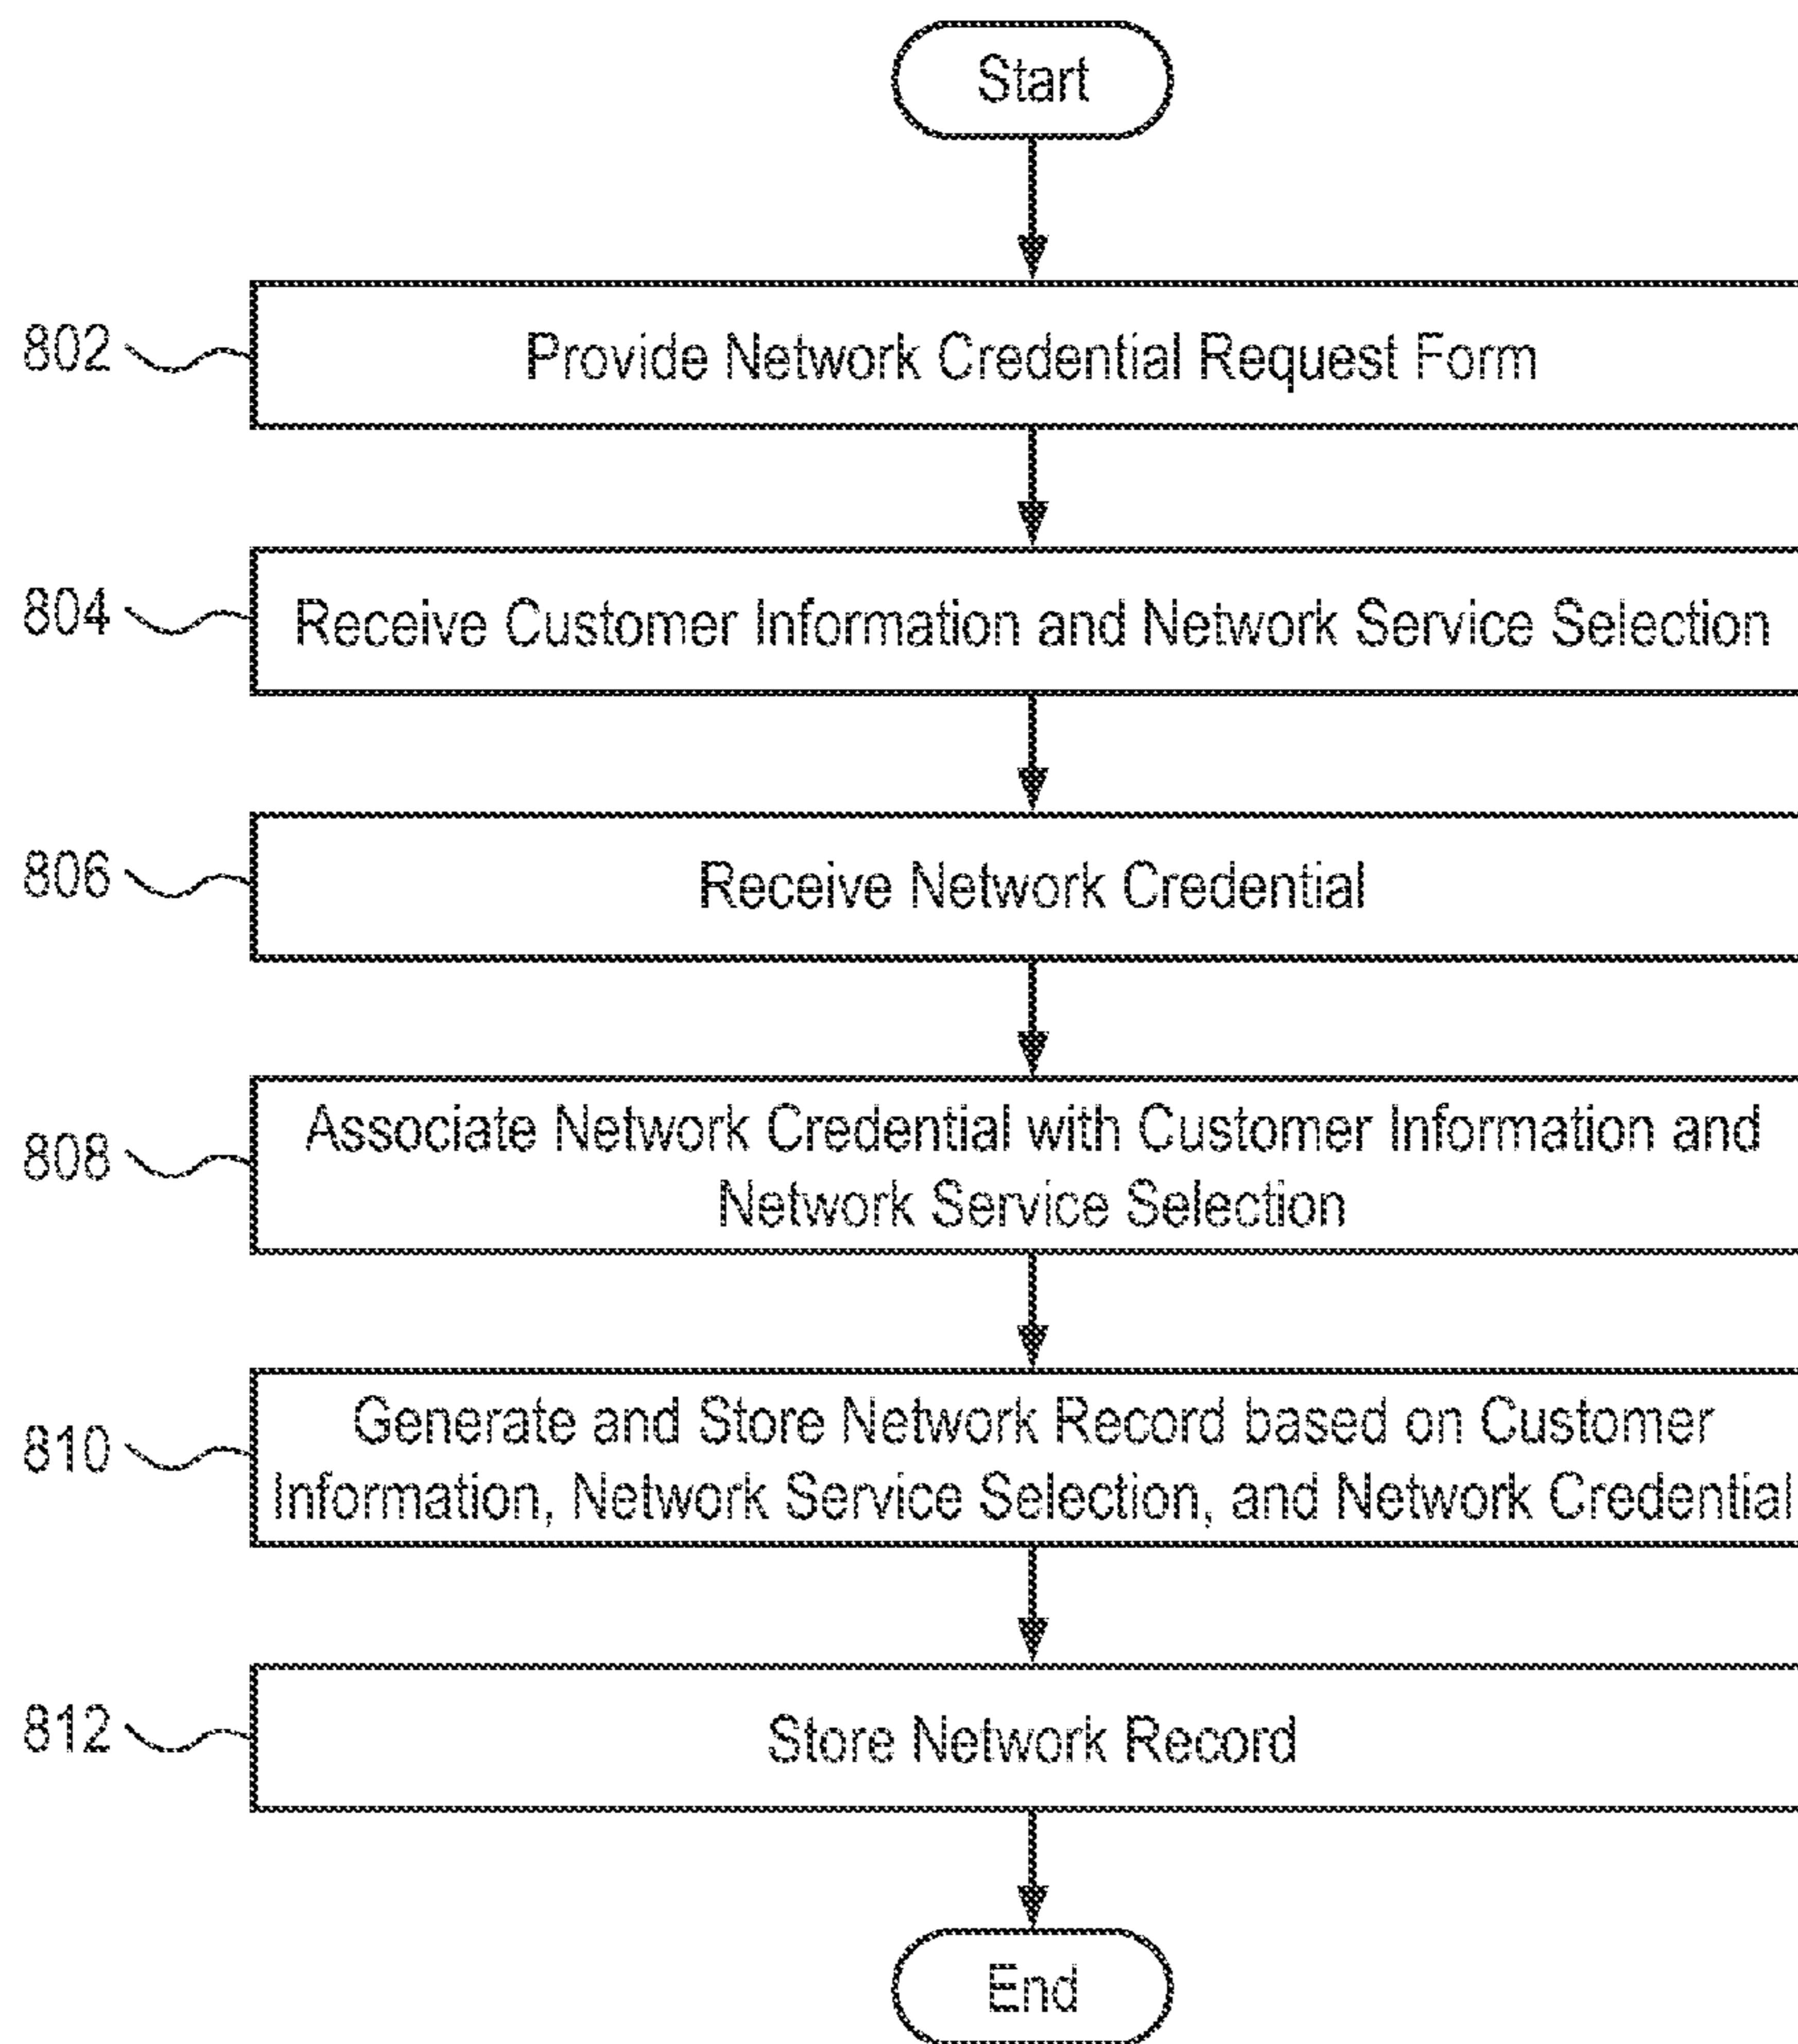 Start
802
Provide Network Credential Request Form
804
Receive Customer Information and Network Service Selection
806
Receive Network Credential
808
Associate Network Credential with Customer Information and
Network Service Selection
810
Generate and Store Network Record based on Customer
Information, Network Service Selection, and Network Credential
812
Store Network Record
End